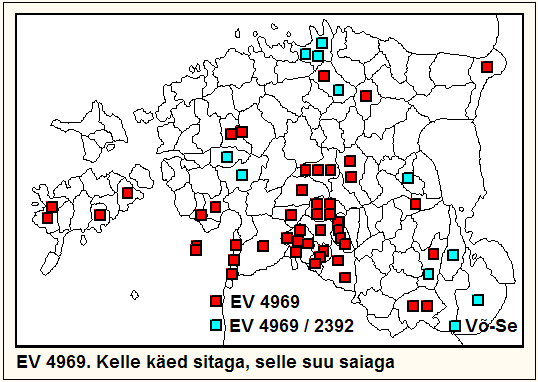 EV 4969
EV 4969 / 2392
Võ-Se
EV 4969. Kelle käed sitaga, selle suu saiaga